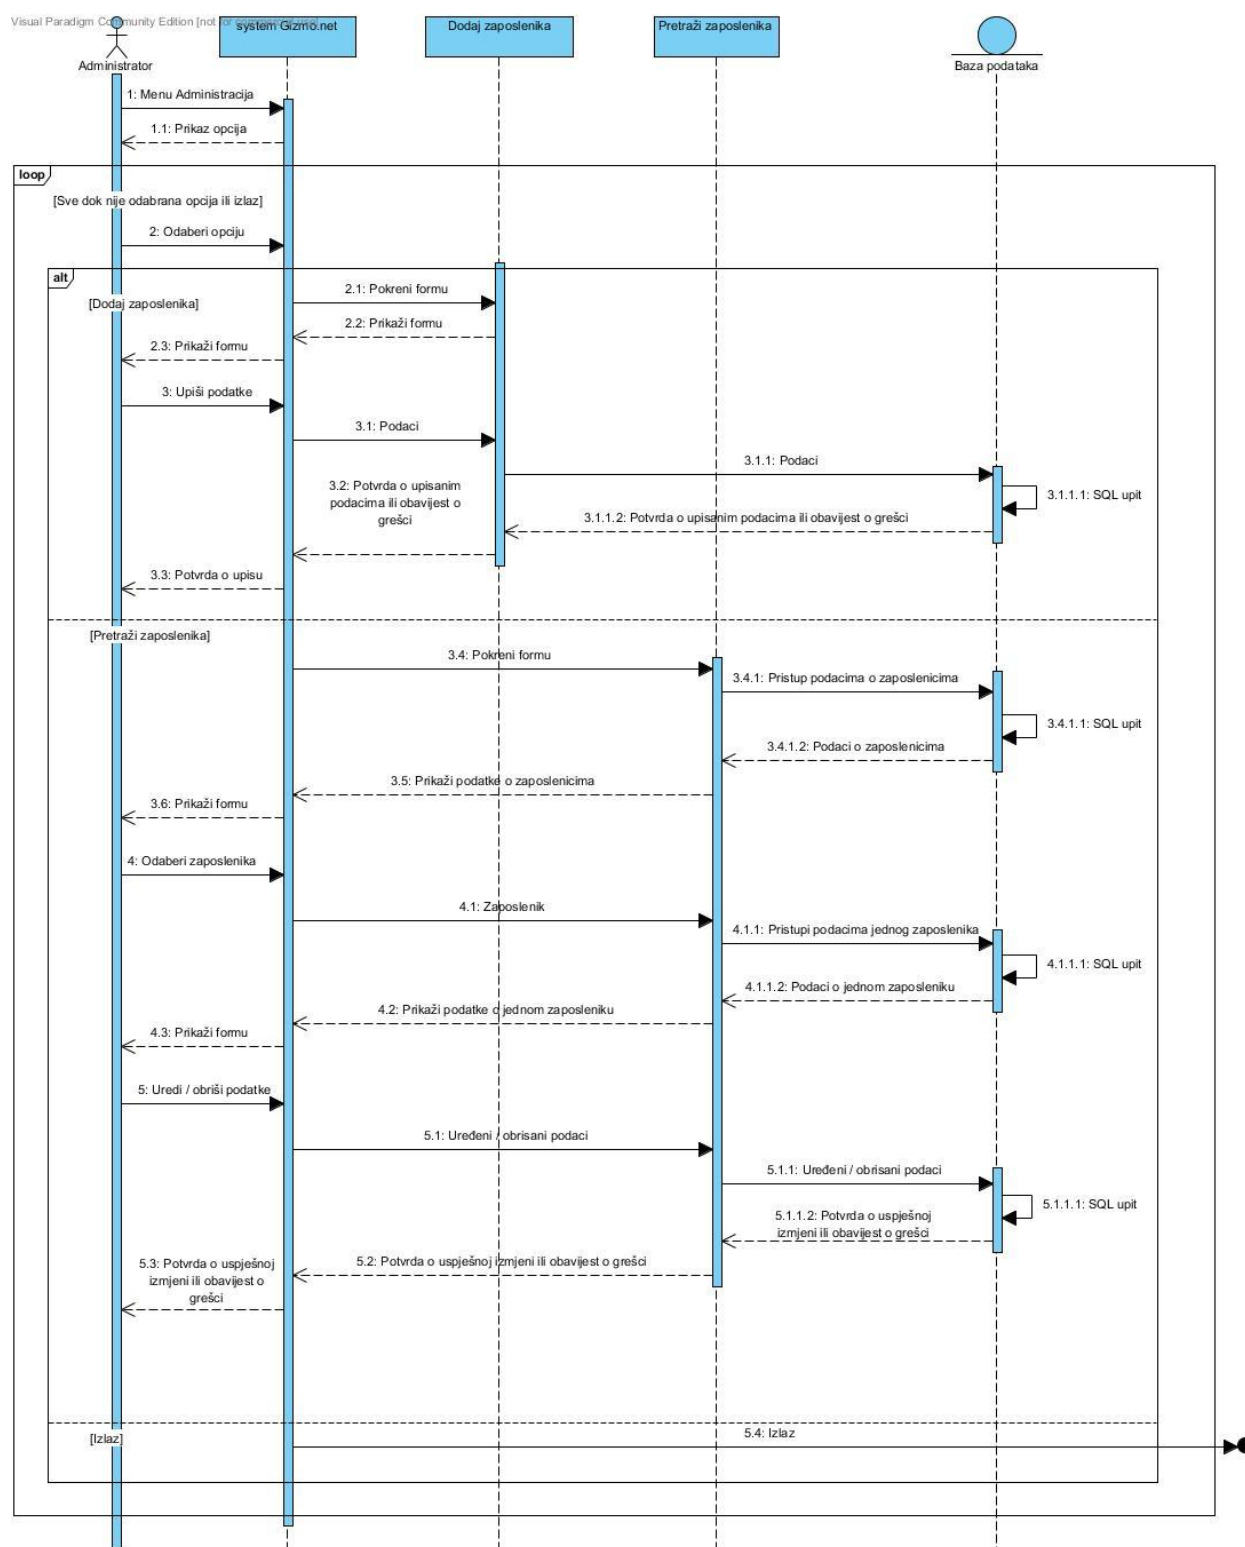 Visual Paradigm Community Edition [not for commercial use]
system Gizmo.net
Dodaj zaposlenika
Pretraži zaposlenika
Administrator
Baza podataka
1: Menu Administracija
1.1: Prikaz opcija
loop
[Sve dok nije odabrana opcija ili izlaz]
2: Odaberi opciju
alt
[Dodaj zaposlenika]
2.1: Pokreni formu
2.2: Prikaži formu
2.3: Prikaži formu
3: Upiši podatke
3.1: Podaci
3.1.1: Podaci
3.1.1.1: SQL upit
3.2: Potvrda o upisanim
podacima ili obavijest o
grešci
3.1.1.2: Potvrda o upisanim podacima ili obavijest o grešci
3.3: Potvrda o upisu
[Pretraži zaposlenika]
3.4: Pokreni formu
3.4.1: Pristup podacima o zaposlenicima
3.4.1.1: SQL upit
3.4.1.2: Podaci o zaposlenicima
3.5: Prikaži podatke o zaposlenicima
3.6: Prikaži formu
4: Odaberi zaposlenika
4.1: Zaposlenik
4.1.1: Pristupi podacima jednog zaposlenika
4.1.1.1: SQL upit
4.1.1.2: Podaci o jednom zaposleniku
4.2: Prikaži podatke o jednom zaposleniku
4.3: Prikaži formu
5: Uredi / obriši podatke
5.1: Uređeni / obrisani podaci
5.1.1: Uređeni / obrisani podaci
5.1.1.1: SQL upit
5.1.1.2: Potvrda o uspješnoj
izmjeni ili obavijest o grešci
5.2: Potvrda o uspješnoj izmjeni ili obavijest o grešci
5.3: Potvrda o uspješnoj
izmjeni ili obavijest o
grešci
[Izlaz]
5.4: Izlaz